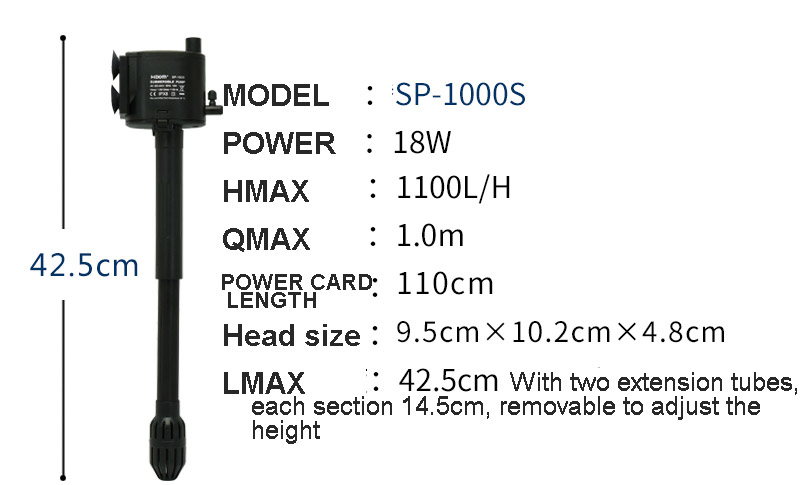 MODEL : SP-1000S
POWER : 18W
HMAX : 1100L/H
QMAX : 1.0m
POWER CARD LENGTH : 110cm
Head size : 9.5cm×10.2cm×4.8cm
LMAX : 42.5cm With two extension tubes,
each section 14.5cm, removable to adjust the
height
42.5cm
SUBMERSIBLE PUMP